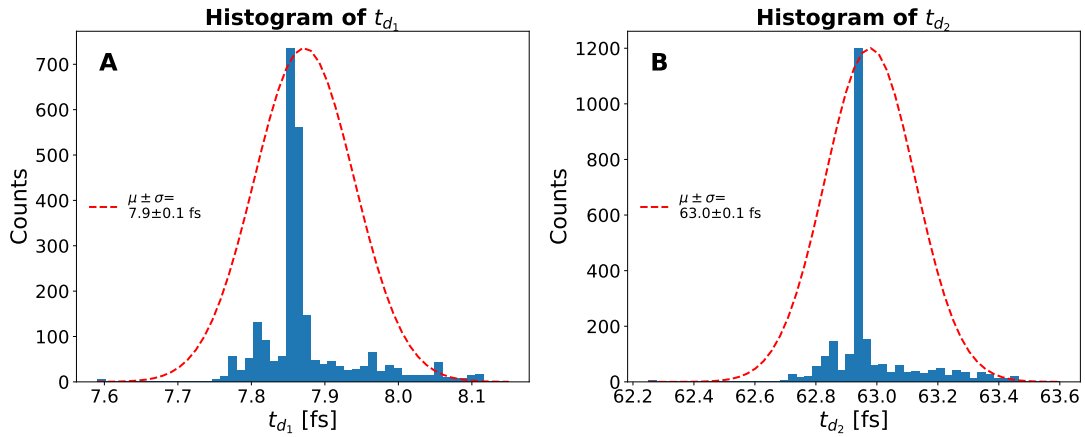 Histogram of t_{d_1}
A
700
600
500
400
300
200
100
0
Counts
μ ± σ=
7.9±0.1 fs
7.6 7.7 7.8 7.9 8.0 8.1
t_{d_1} [fs]
Histogram of t_{d_2}
B
1200
1000
800
600
400
200
0
Counts
μ ± σ=
63.0±0.1 fs
62.2 62.4 62.6 62.8 63.0 63.2 63.4 63.6
t_{d_2} [fs]